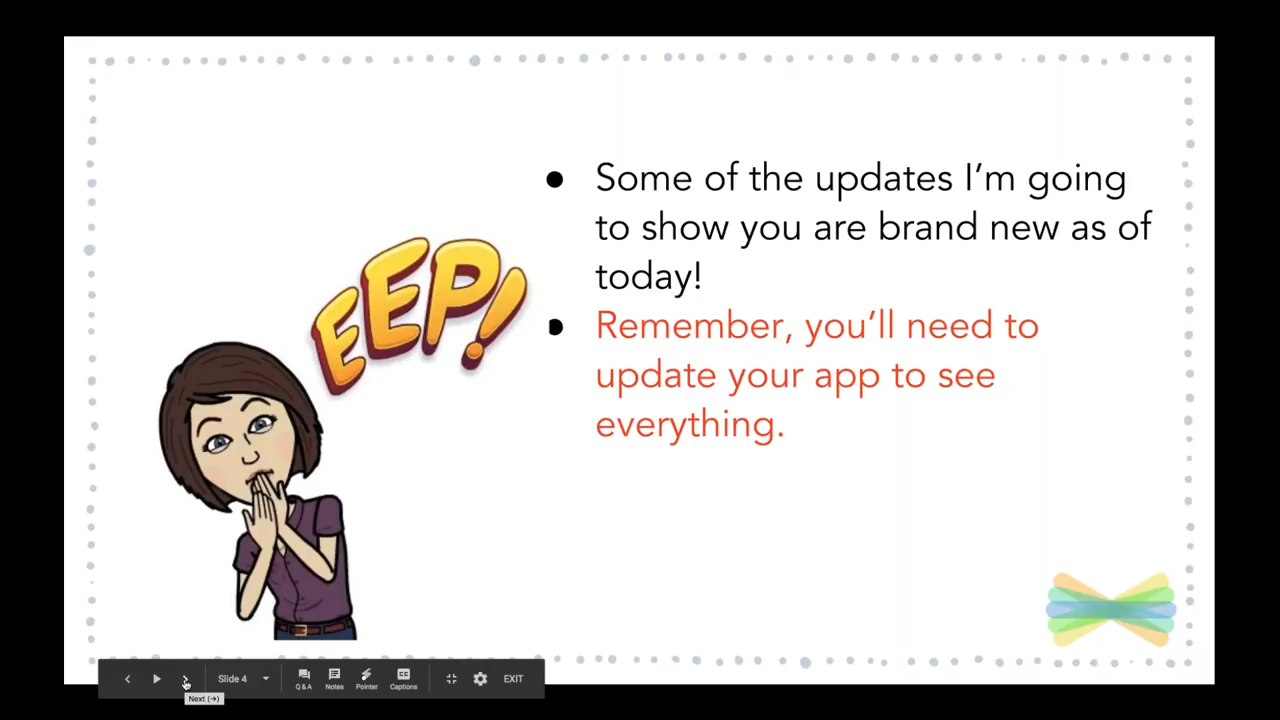 Some of the updates I’m going
to show you are brand new as of
today!
EEP!
Remember, you’ll need to
update your app to see
everything.
Slide 4
Q & A
Notes
Pointer
CC
Captions
EXIT
Next (→)